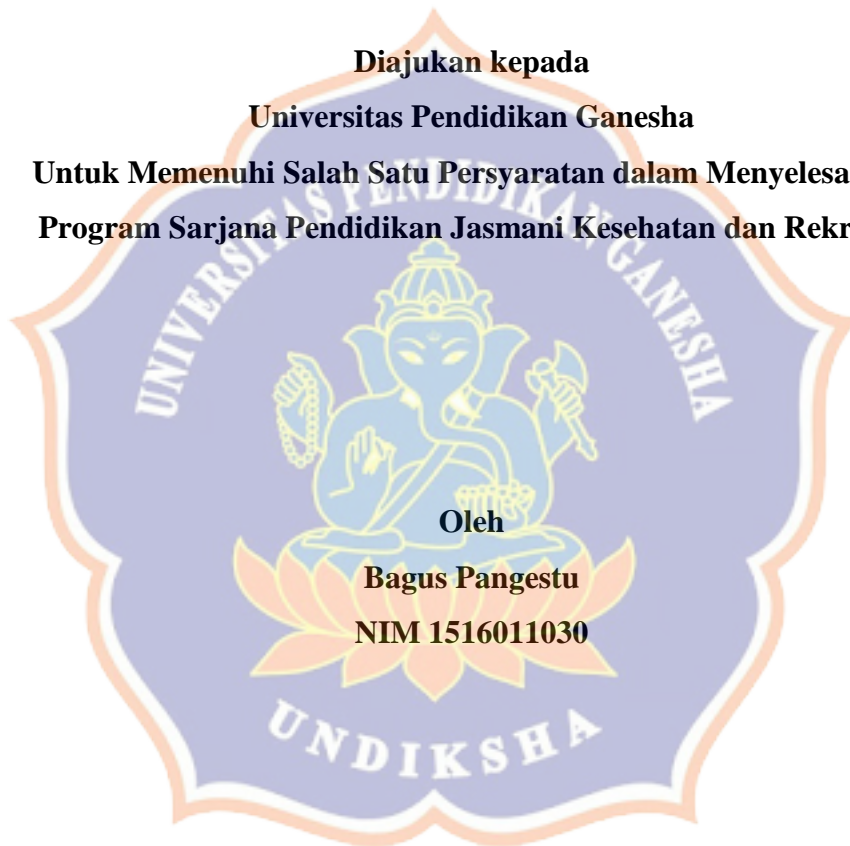 Diajukan kepada
Universitas Pendidikan Ganesha
Untuk Memenuhi Salah Satu Persyaratan dalam Menyelesa
Program Sarjana Pendidikan Jasmani Kesehatan dan Rekr
UNIVERSITAS PENDIDIKAN GANESHA
Oleh
Bagus Pangestu
NIM 1516011030
UNDIKSHA